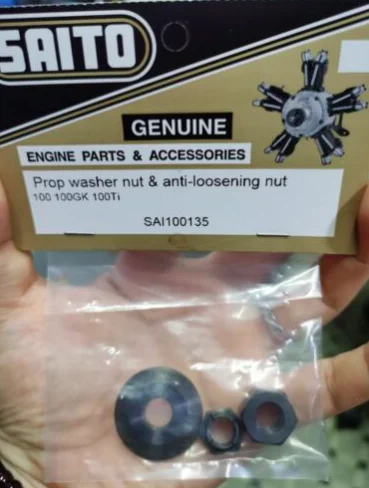 SAITO
GENUINE
ENGINE PARTS & ACCESSORIES
Prop washer nut & anti-loosening nut
100 100GK 100Ti
SAI100135